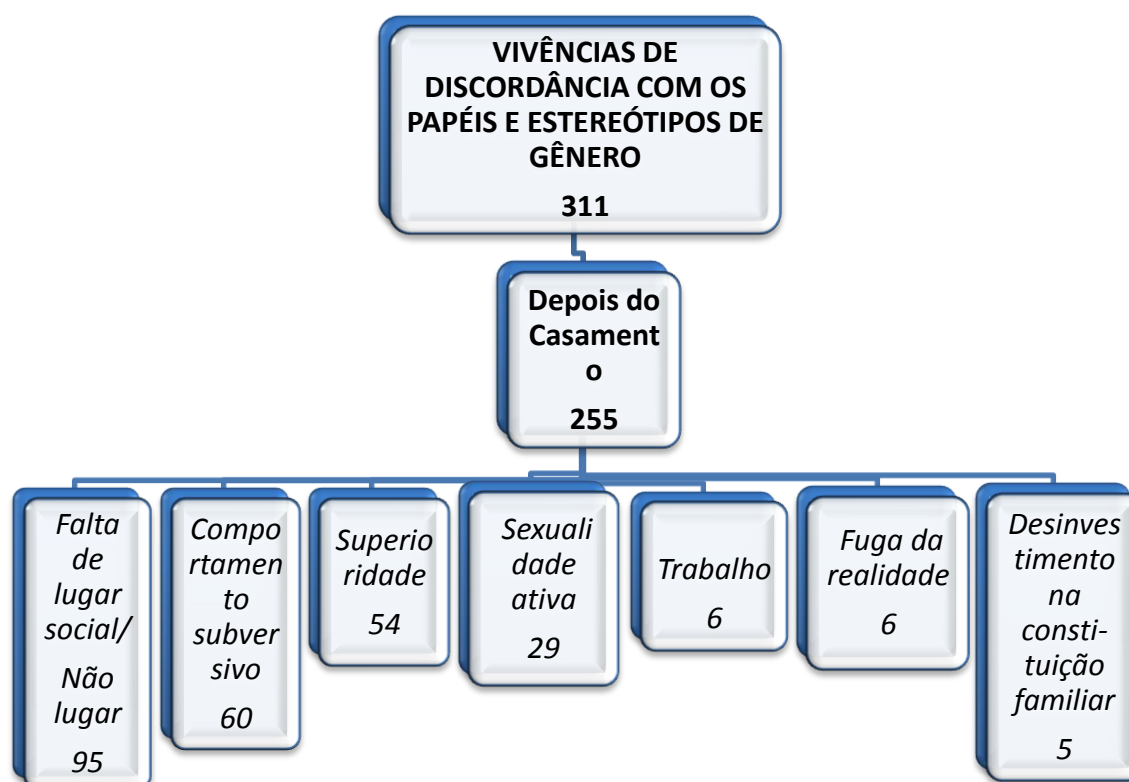 VIVÊNCIAS DE
DISCORDÂNCIA COM OS
PAPÉIS E ESTEREÓTIPOS DE
GÊNERO
311
Depois do
Casament
o
255
Falta
de
lugar
social/
Não
lugar
95
Compo
rtamen
to
subver
sivo
60
Superio
ridade
54
Sexuali
dade
ativa
29
Trabalho
6
Fuga da
realidade
6
Desinves
timento
na
consti-
tuição
familiar
5